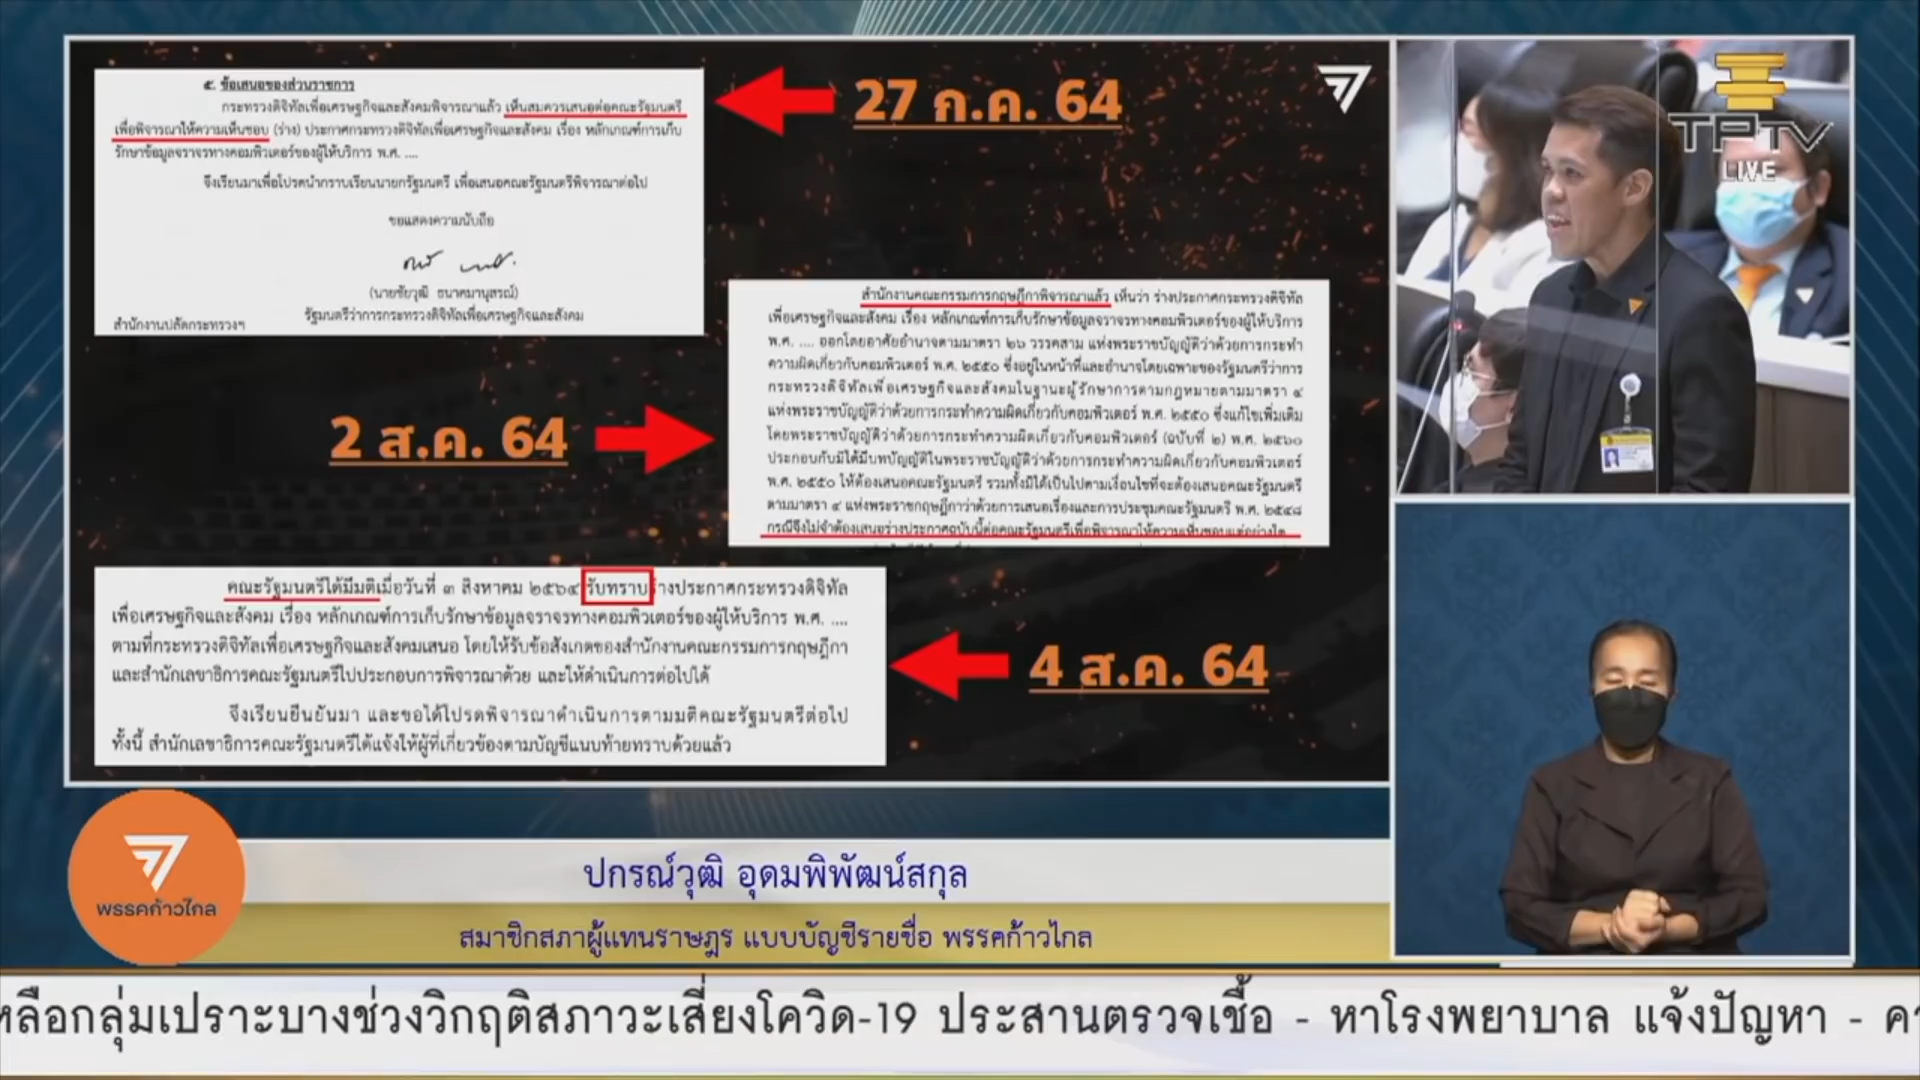 ๕. ข้อเสนอของส่วนราชการ
กระทรวงดิจิทัลเพื่อเศรษฐกิจและสังคมพิจารณาแล้ว เห็นสมควรเสนอต่อคณะรัฐมนตรี
เพื่อพิจารณาให้ความเห็นชอบ (ร่าง) ประกาศกระทรวงดิจิทัลเพื่อเศรษฐกิจและสังคม เรื่อง หลักเกณฑ์การเก็บ
รักษาข้อมูลจราจรทางคอมพิวเตอร์ของผู้ให้บริการ พ.ศ. ....
จึงเรียนมาเพื่อโปรดนำกราบเรียนนายกรัฐมนตรี เพื่อเสนอคณะรัฐมนตรีพิจารณาต่อไป
ขอแสดงความนับถือ
(นายชัยวุฒิ ธนาคมานุสรณ์)
รัฐมนตรีว่าการกระทรวงดิจิทัลเพื่อเศรษฐกิจและสังคม
สำนักงานปลัดกระทรวงฯ
27 ก.ค. 64
สำนักงานคณะกรรมการกฤษฎีกาพิจารณาแล้ว เห็นว่า ร่างประกาศกระทรวงดิจิทัล
เพื่อเศรษฐกิจและสังคม เรื่อง หลักเกณฑ์การเก็บรักษาข้อมูลจราจรทางคอมพิวเตอร์ของผู้ให้บริการ
พ.ศ. .... ออกโดยอาศัยอำนาจตามมาตรา ๒๖ วรรคสาม แห่งพระราชบัญญัติว่าด้วยการกระทำ
ความผิดเกี่ยวกับคอมพิวเตอร์ พ.ศ. ๒๕๕๐ ซึ่งอยู่ในหน้าที่และอำนาจโดยเฉพาะของรัฐมนตรีว่าการ
กระทรวงดิจิทัลเพื่อเศรษฐกิจและสังคมในฐานะผู้รักษาการตามกฎหมายตามมาตรา ๔
แห่งพระราชบัญญัติว่าด้วยการกระทำความผิดเกี่ยวกับคอมพิวเตอร์ พ.ศ. ๒๕๕๐ ซึ่งแก้ไขเพิ่มเติม
โดยพระราชบัญญัติว่าด้วยการกระทำความผิดเกี่ยวกับคอมพิวเตอร์ (ฉบับที่ ๒) พ.ศ. ๒๕๖๐
ประกอบกับมิได้มีบทบัญญัติในพระราชบัญญัติว่าด้วยการกระทำความผิดเกี่ยวกับคอมพิวเตอร์
พ.ศ. ๒๕๕๐ ให้ต้องเสนอคณะรัฐมนตรี รวมทั้งมิได้เป็นไปตามเงื่อนไขที่จะต้องเสนอคณะรัฐมนตรี
ตามมาตรา ๔ แห่งพระราชกฤษฎีกาว่าด้วยการเสนอเรื่องและการประชุมคณะรัฐมนตรี พ.ศ. ๒๕๔๘
กรณีจึงไม่จำต้องเสนอร่างประกาศฉบับนี้ต่อคณะรัฐมนตรีเพื่อพิจารณาให้ความเห็นชอบแต่อย่างใด
2 ส.ค. 64
คณะรัฐมนตรีได้มีมติเมื่อวันที่ ๓ สิงหาคม ๒๕๖๔ รับทราบร่างประกาศกระทรวงดิจิทัล
เพื่อเศรษฐกิจและสังคม เรื่อง หลักเกณฑ์การเก็บรักษาข้อมูลจราจรทางคอมพิวเตอร์ของผู้ให้บริการ พ.ศ. ....
ตามที่กระทรวงดิจิทัลเพื่อเศรษฐกิจและสังคมเสนอ โดยให้รับข้อสังเกตของสำนักงานคณะกรรมการกฤษฎีกา
และสำนักเลขาธิการคณะรัฐมนตรีไปประกอบการพิจารณาด้วย และให้ดำเนินการต่อไปได้
จึงเรียนยืนยันมา และขอได้โปรดพิจารณาดำเนินการตามมติคณะรัฐมนตรีต่อไป
ทั้งนี้ สำนักเลขาธิการคณะรัฐมนตรีได้แจ้งให้ผู้ที่เกี่ยวข้องตามบัญชีแนบท้ายทราบด้วยแล้ว
4 ส.ค. 64
TPTV
LIVE
พรรคก้าวไกล
ปกรณ์วุฒิ อุดมพิพัฒน์สกุล
สมาชิกสภาผู้แทนราษฎร แบบบัญชีรายชื่อ พรรคก้าวไกล
หลือกลุ่มเปราะบางช่วงวิกฤติสภาวะเสี่ยงโควิด-19 ประสานตรวจเชื้อ - หาโรงพยาบาล แจ้งปัญหา -